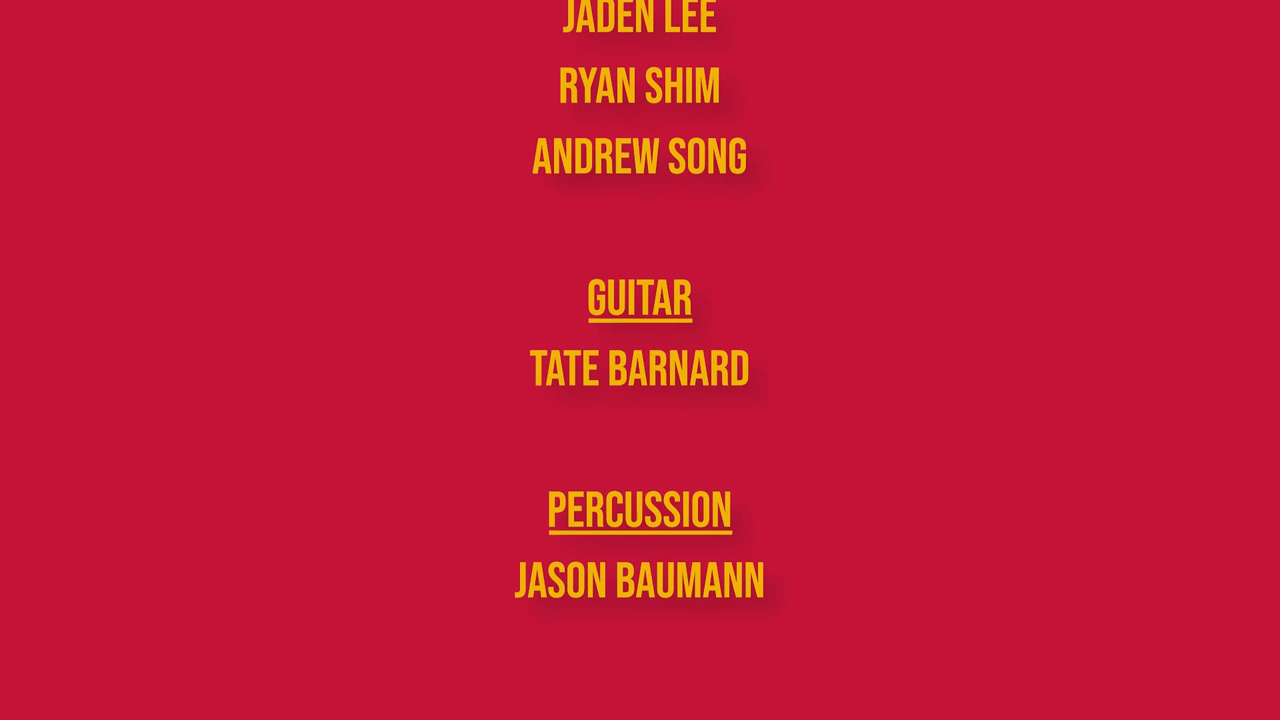 JADEN LEE
RYAN SHIM
ANDREW SONG
GUITAR
TATE BARNARD
PERCUSSION
JASON BAUMANN